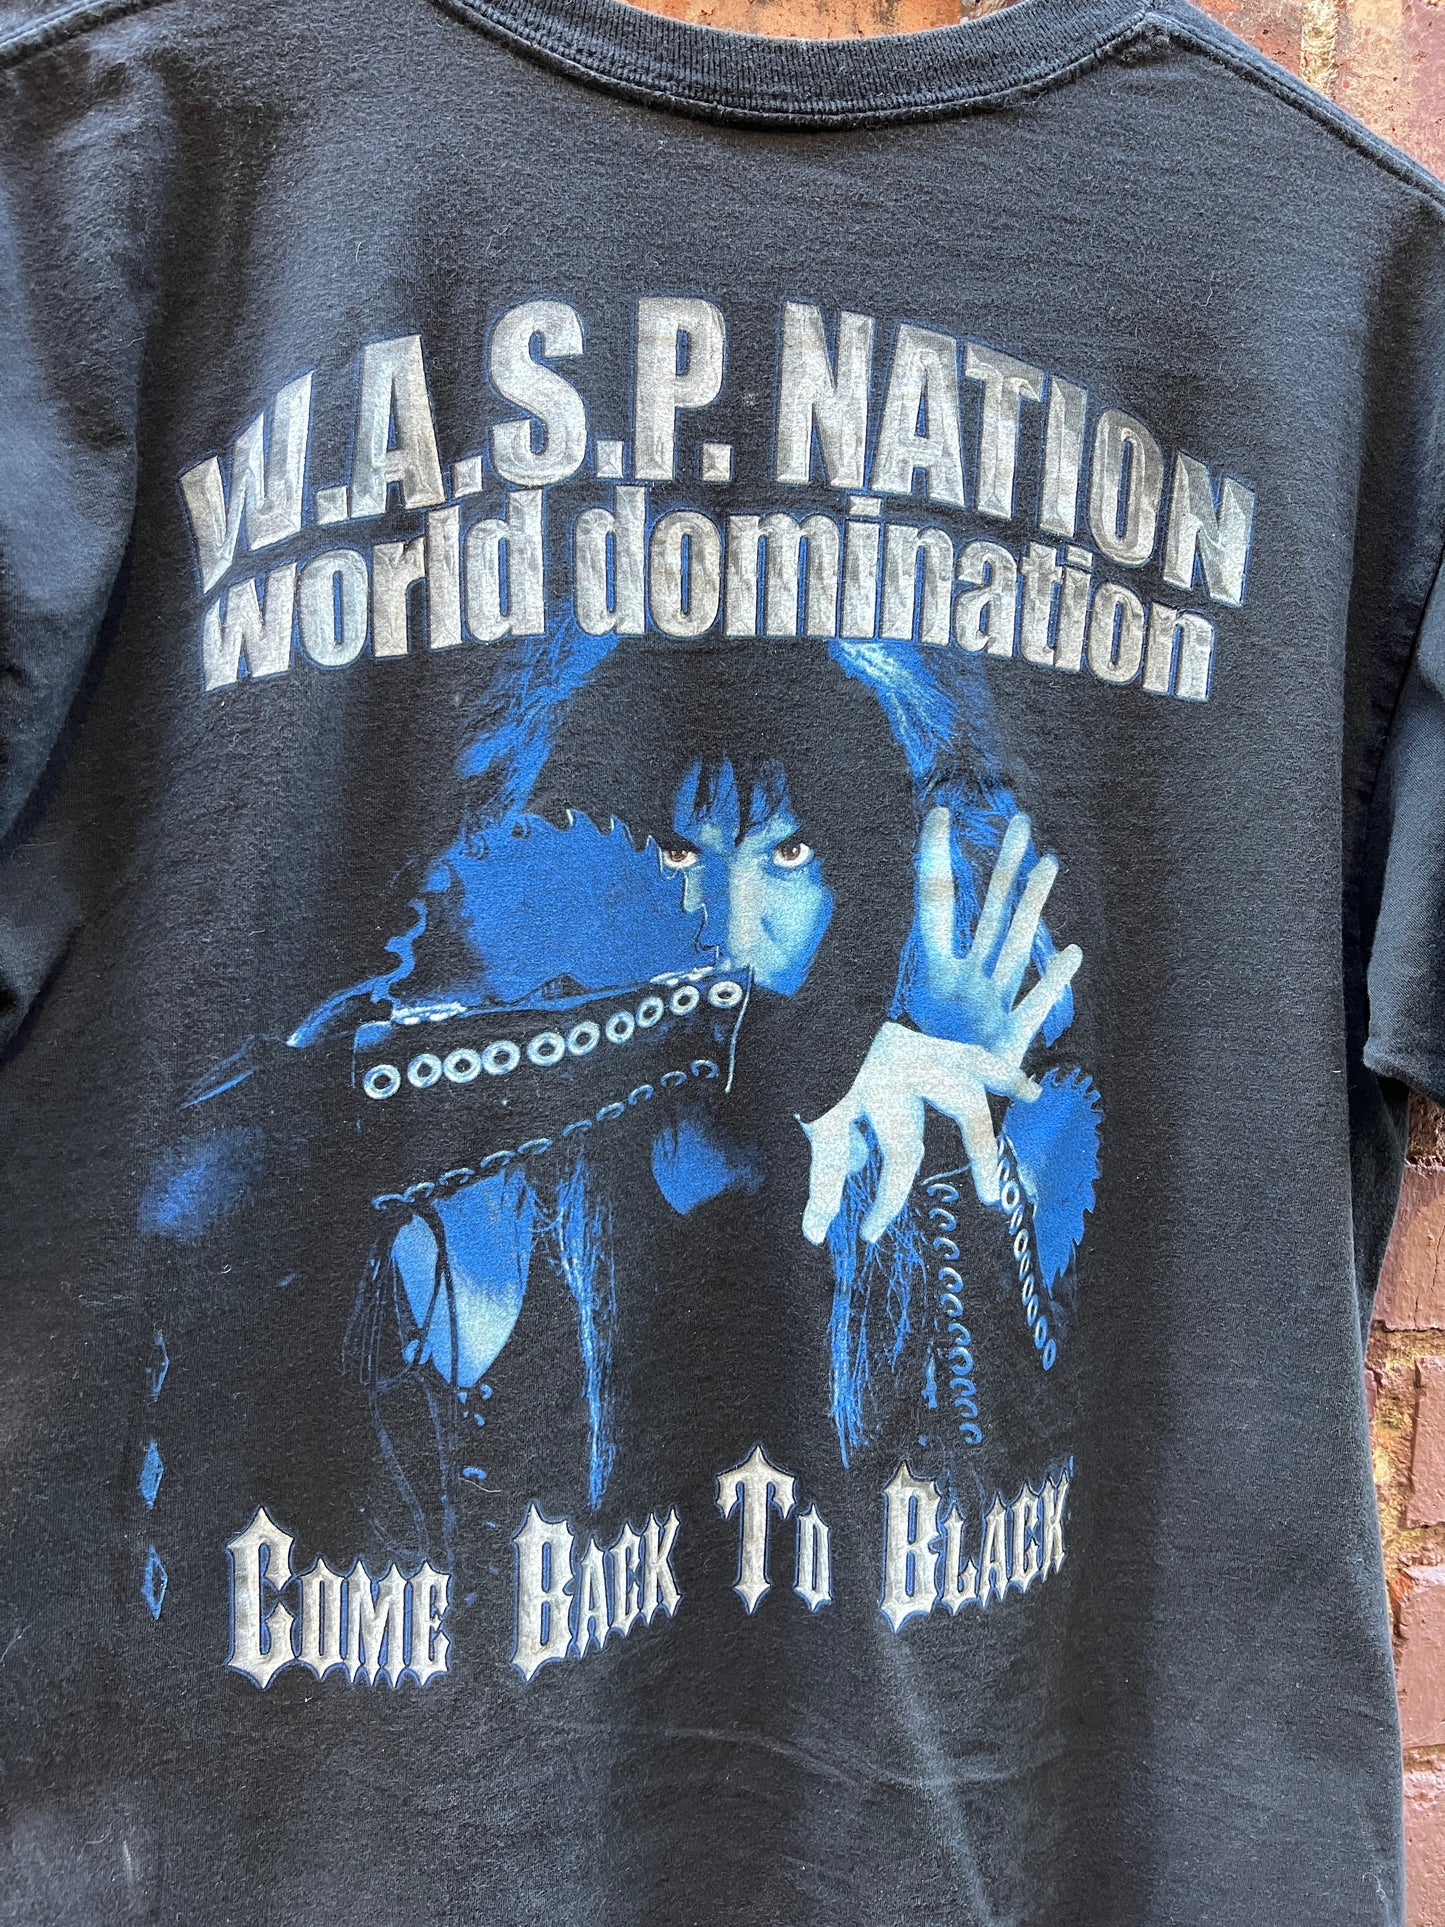 W.A.S.P. NATION
world domination
COME BACK TO BLACK